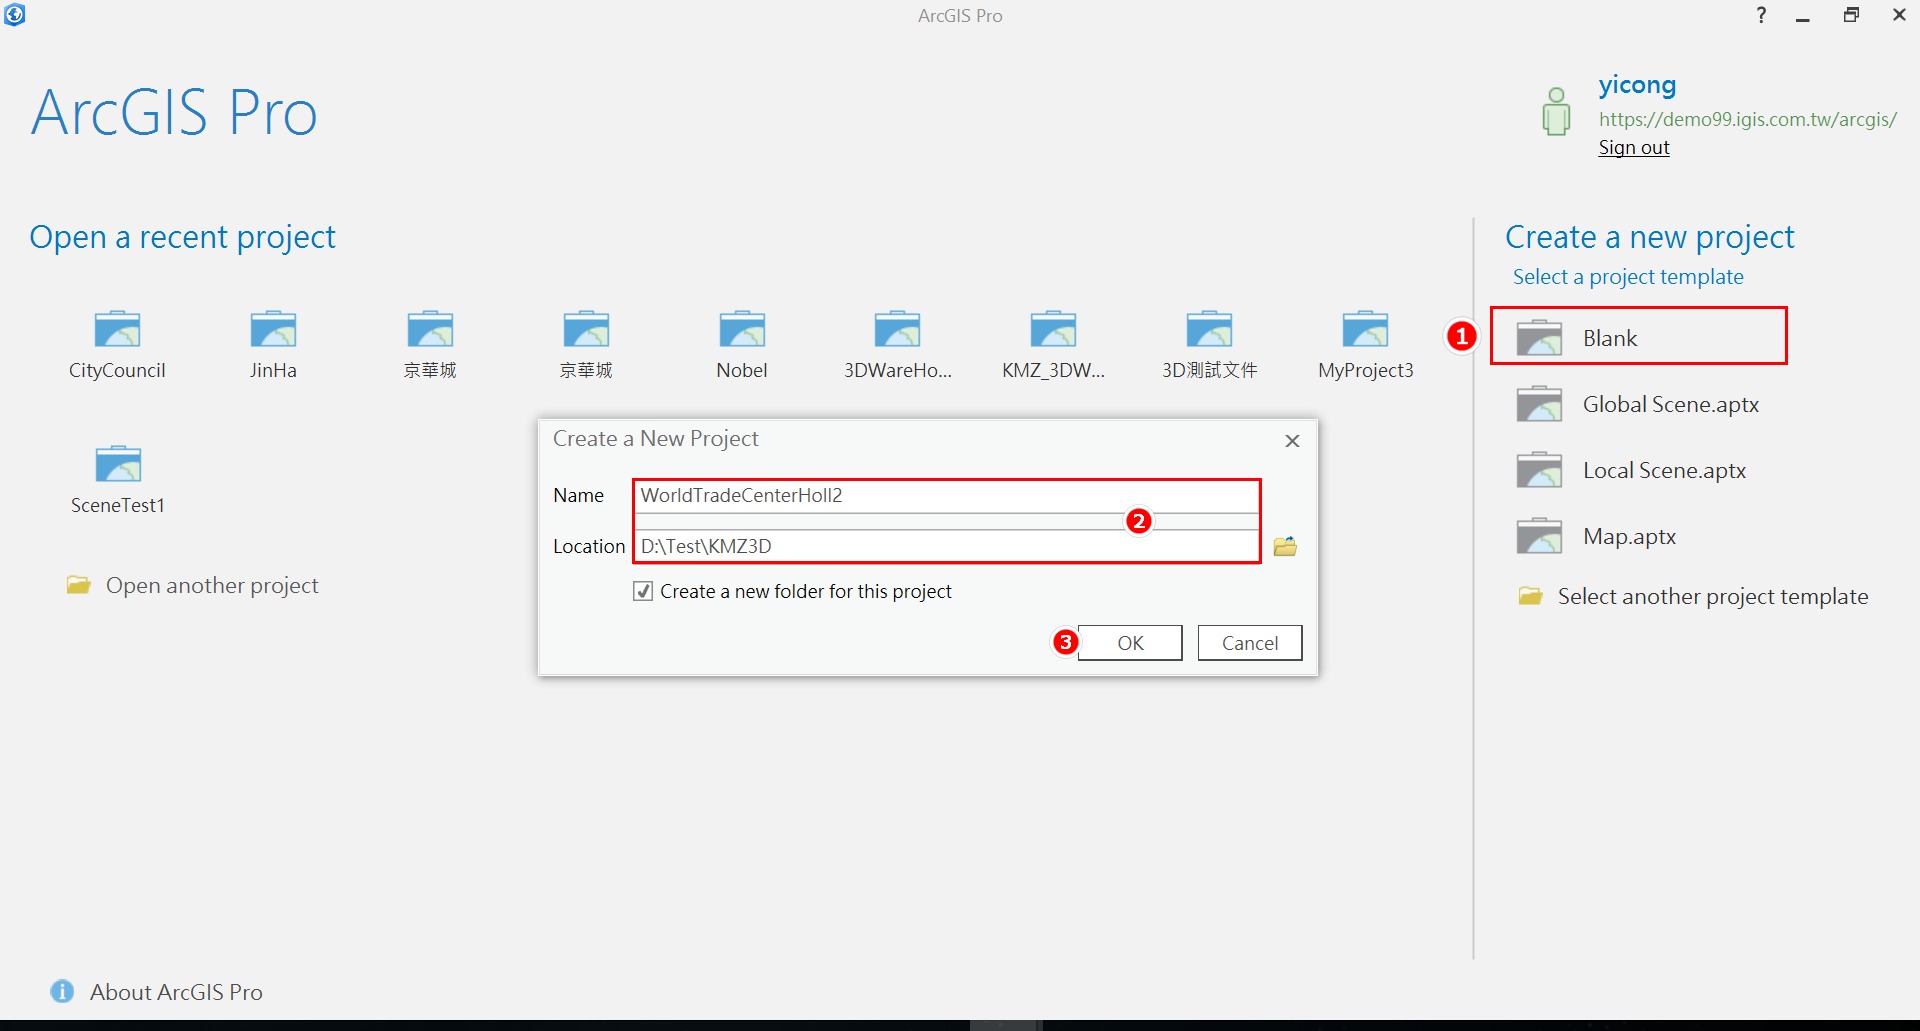 ArcGIS Pro
?
ArcGIS Pro
yicong
https://demo99.igis.com.tw/arcgis/
Sign out
Open a recent project
CityCouncil
JinHa
京華城
京華城
Nobel
3DWareHo...
KMZ_3DW...
3D測試文件
MyProject3
SceneTest1
Open another project
Create a New Project
Name
WorldTradeCenterHoll2
2
Location
D:\Test\KMZ3D
Create a new folder for this project
3
OK
Cancel
Create a new project
Select a project template
1
Blank
Global Scene.aptx
Local Scene.aptx
Map.aptx
Select another project template
About ArcGIS Pro